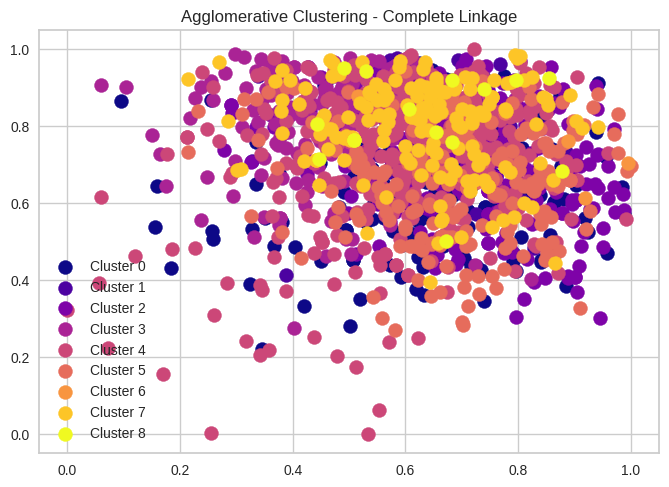 Agglomerative Clustering - Complete Linkage
1.0
0.8
0.6
0.4
0.2
0.0
Cluster 0
Cluster 1
Cluster 2
Cluster 3
Cluster 4
Cluster 5
Cluster 6
Cluster 7
Cluster 8
0.0 0.2 0.4 0.6 0.8 1.0